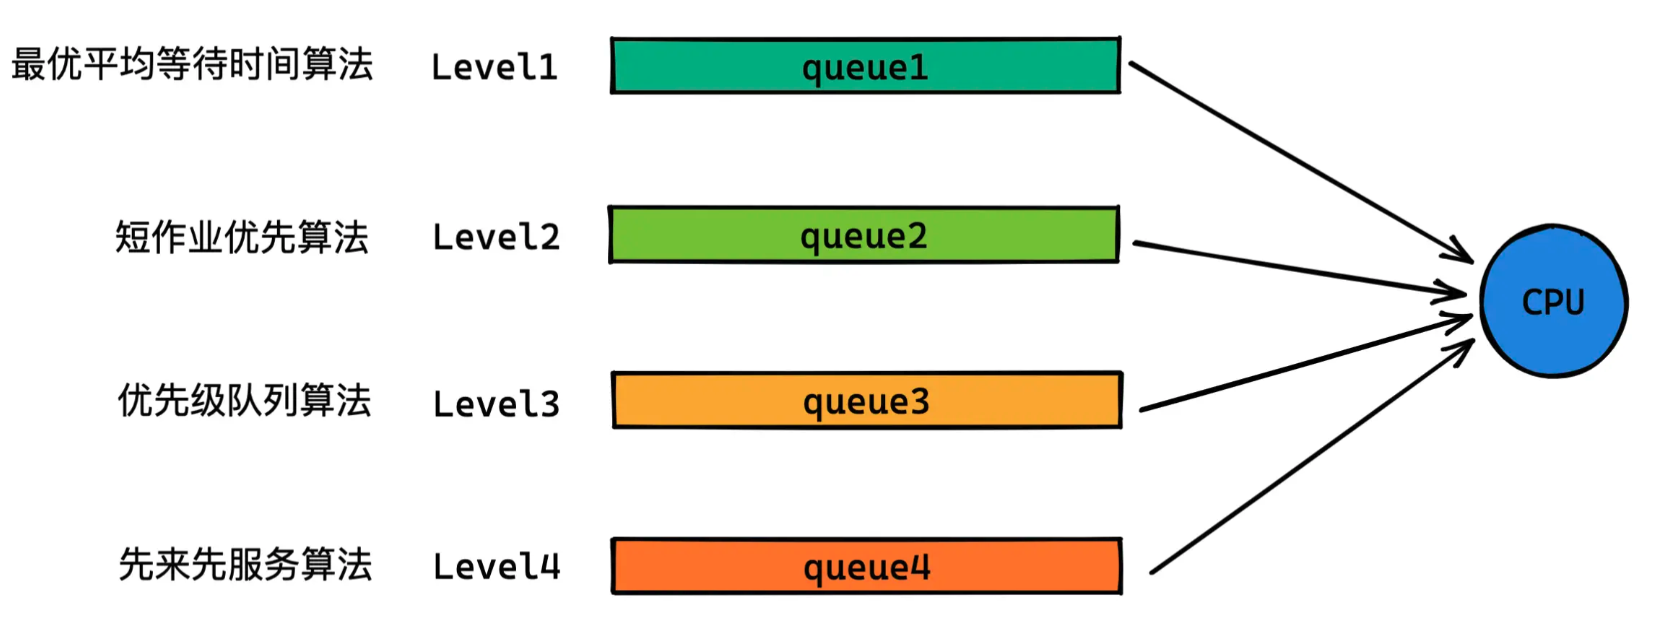 最优平均等待时间算法 Level1 queue1
短作业优先算法 Level2 queue2
CPU
优先级队列算法 Level3 queue3
先来先服务算法 Level4 queue4